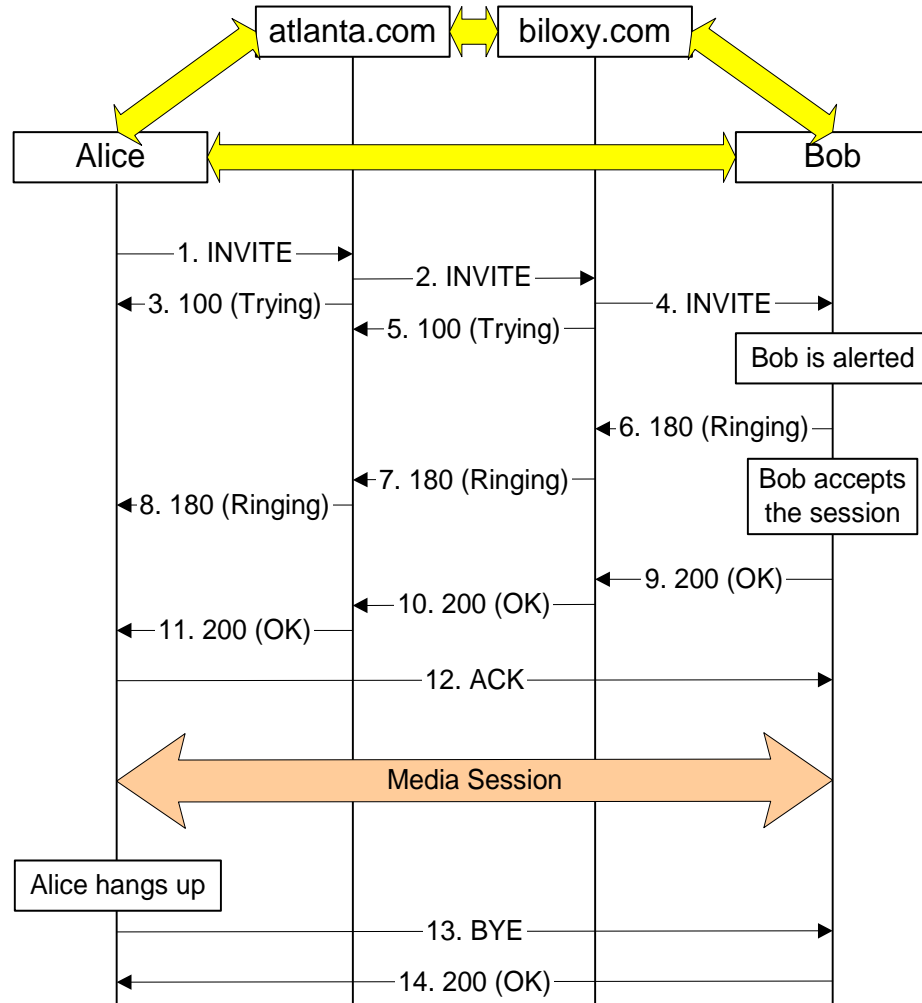 atlanta.com
biloxy.com
Alice
Bob
1. INVITE
2. INVITE
3. 100 (Trying)
4. INVITE
5. 100 (Trying)
Bob is alerted
6. 180 (Ringing)
7. 180 (Ringing)
Bob accepts
the session
8. 180 (Ringing)
9. 200 (OK)
10. 200 (OK)
11. 200 (OK)
12. ACK
Media Session
Alice hangs up
13. BYE
14. 200 (OK)